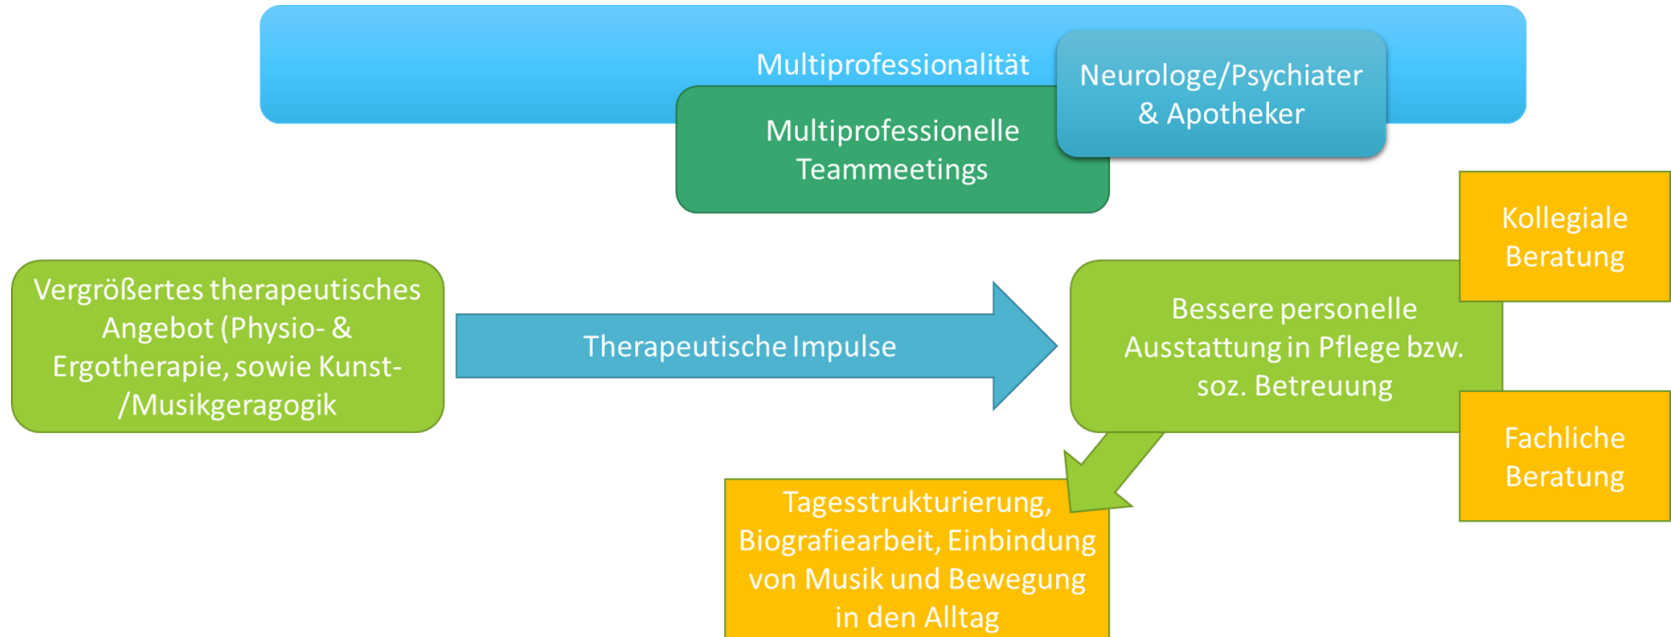 Multiprofessionalität
Neurologe/Psychiater
& Apotheker
Multiprofessionelle
Teammeetings
Kollegiale
Beratung
Vergrößertes therapeutisches
Angebot (Physio- &
Ergotherapie, sowie Kunst-
/Musikgeragogik
Therapeutische Impulse
Bessere personelle
Ausstattung in Pflege bzw.
soz. Betreuung
Fachliche
Beratung
Tagesstrukturierung,
Biografiearbeit, Einbindung
von Musik und Bewegung
in den Alltag